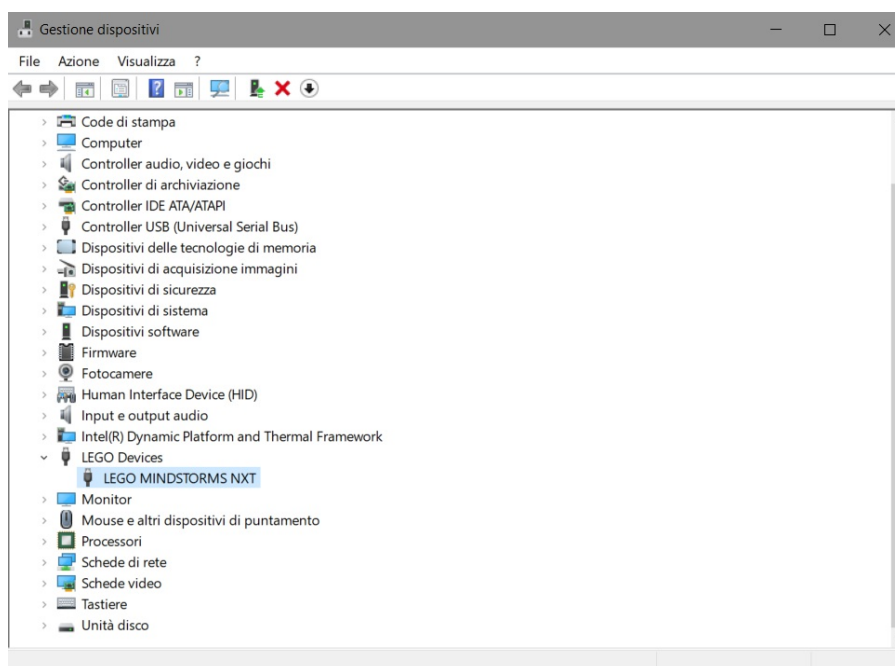 Gestione dispositivi
File Azione Visualizza ?
Code di stampa
Computer
Controller audio, video e giochi
Controller di archiviazione
Controller IDE ATA/ATAPI
Controller USB (Universal Serial Bus)
Dispositivi delle tecnologie di memoria
Dispositivi di acquisizione immagini
Dispositivi di sicurezza
Dispositivi di sistema
Dispositivi software
Firmware
Fotocamere
Human Interface Device (HID)
Input e output audio
Intel(R) Dynamic Platform and Thermal Framework
LEGO Devices
LEGO MINDSTORMS NXT
Monitor
Mouse e altri dispositivi di puntamento
Processori
Schede di rete
Schede video
Tastiere
Unità disco